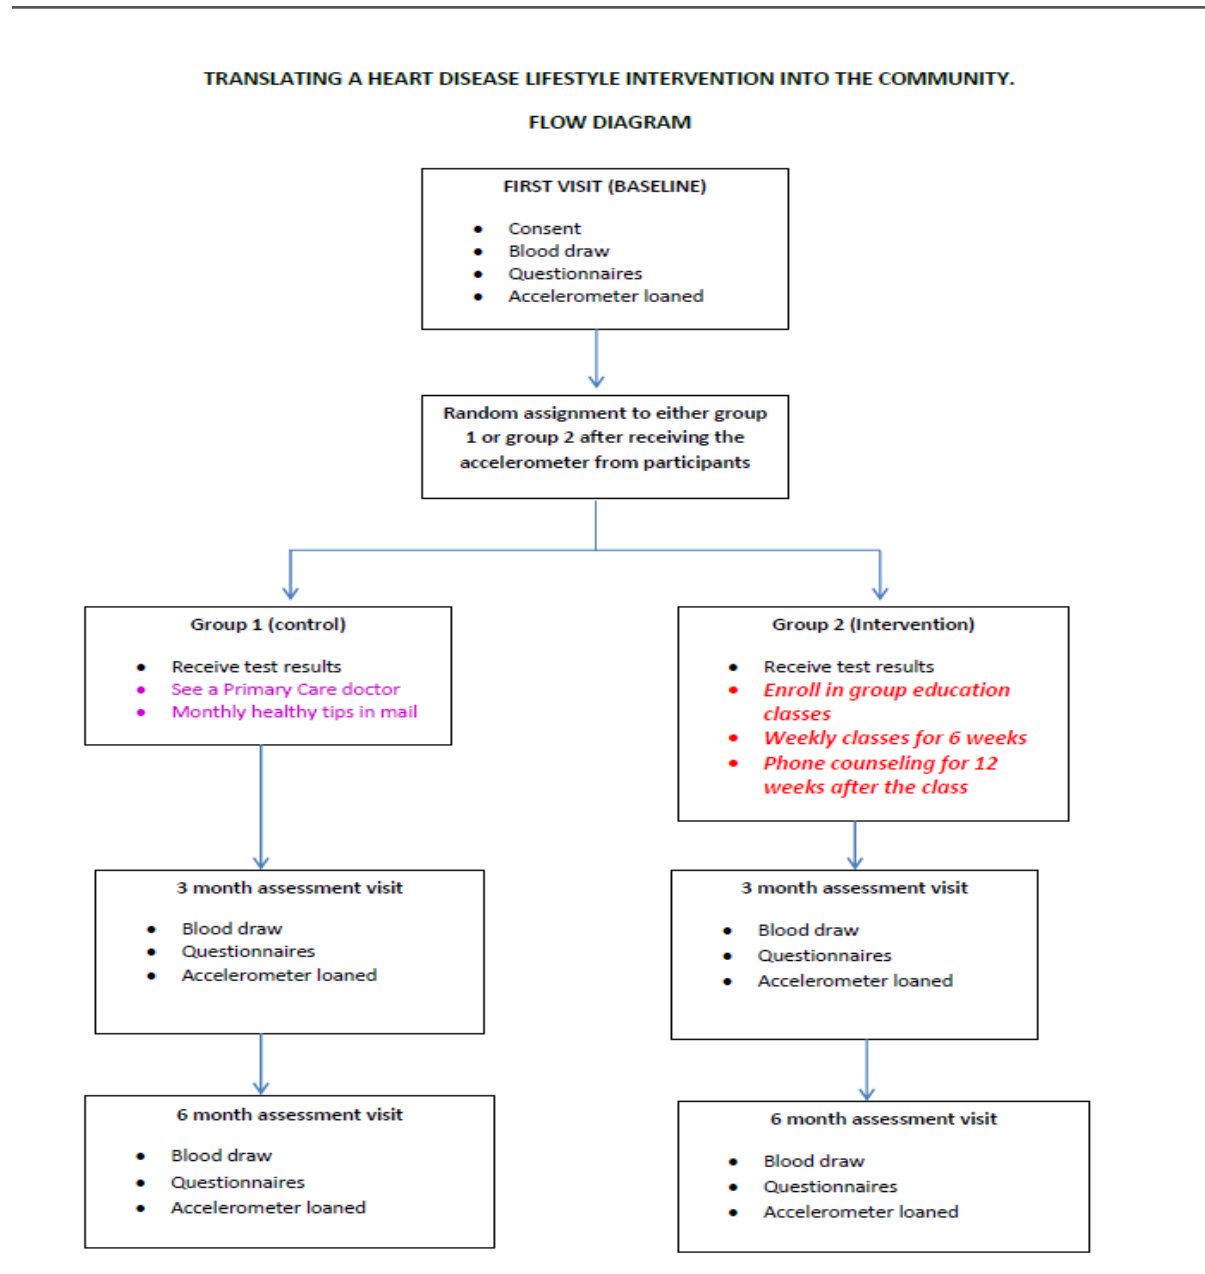 TRANSLATING A HEART DISEASE LIFESTYLE INTERVENTION INTO THE COMMUNITY.
FLOW DIAGRAM
FIRST VISIT (BASELINE)
• Consent
• Blood draw
• Questionnaires
• Accelerometer loaned
Random assignment to either group
1 or group 2 after receiving the
accelerometer from participants
Group 1 (control)
• Receive test results
• See a Primary Care doctor
• Monthly healthy tips in mail
Group 2 (Intervention)
• Receive test results
• Enroll in group education
classes
• Weekly classes for 6 weeks
• Phone counseling for 12
weeks after the class
3 month assessment visit
• Blood draw
• Questionnaires
• Accelerometer loaned
3 month assessment visit
• Blood draw
• Questionnaires
• Accelerometer loaned
6 month assessment visit
• Blood draw
• Questionnaires
• Accelerometer loaned
6 month assessment visit
• Blood draw
• Questionnaires
• Accelerometer loaned